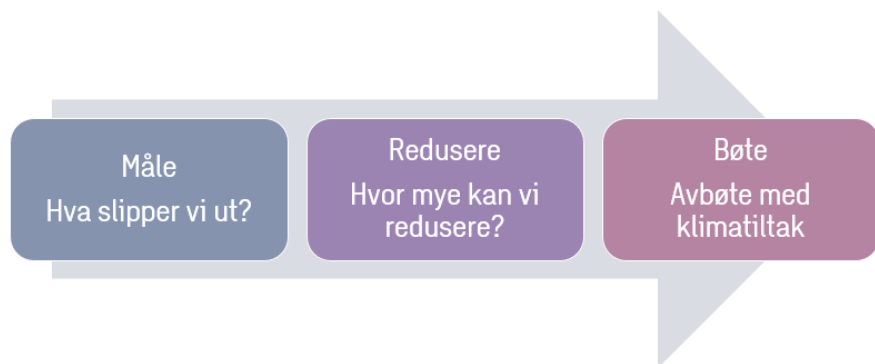 Måle
Hva slipper vi ut?
Redusere
Hvor mye kan vi
redusere?
Bøte
Avbøte med
klimatiltak